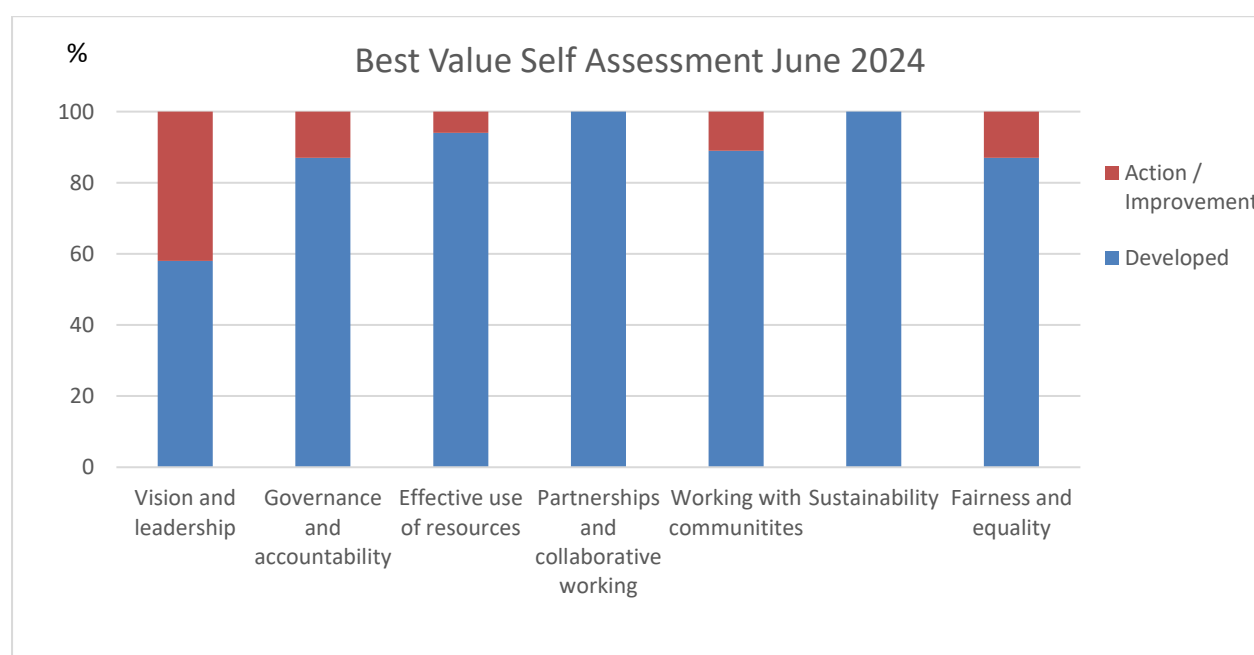 %
Best Value Self Assessment June 2024
100
80
60
40
20
0
Action /
Improvement
Developed
Vision and
leadership
Governance
and
accountability
Effective use
of resources
Partnerships
and
collaborative
working
Working with
communitites
Sustainability
Fairness and
equality